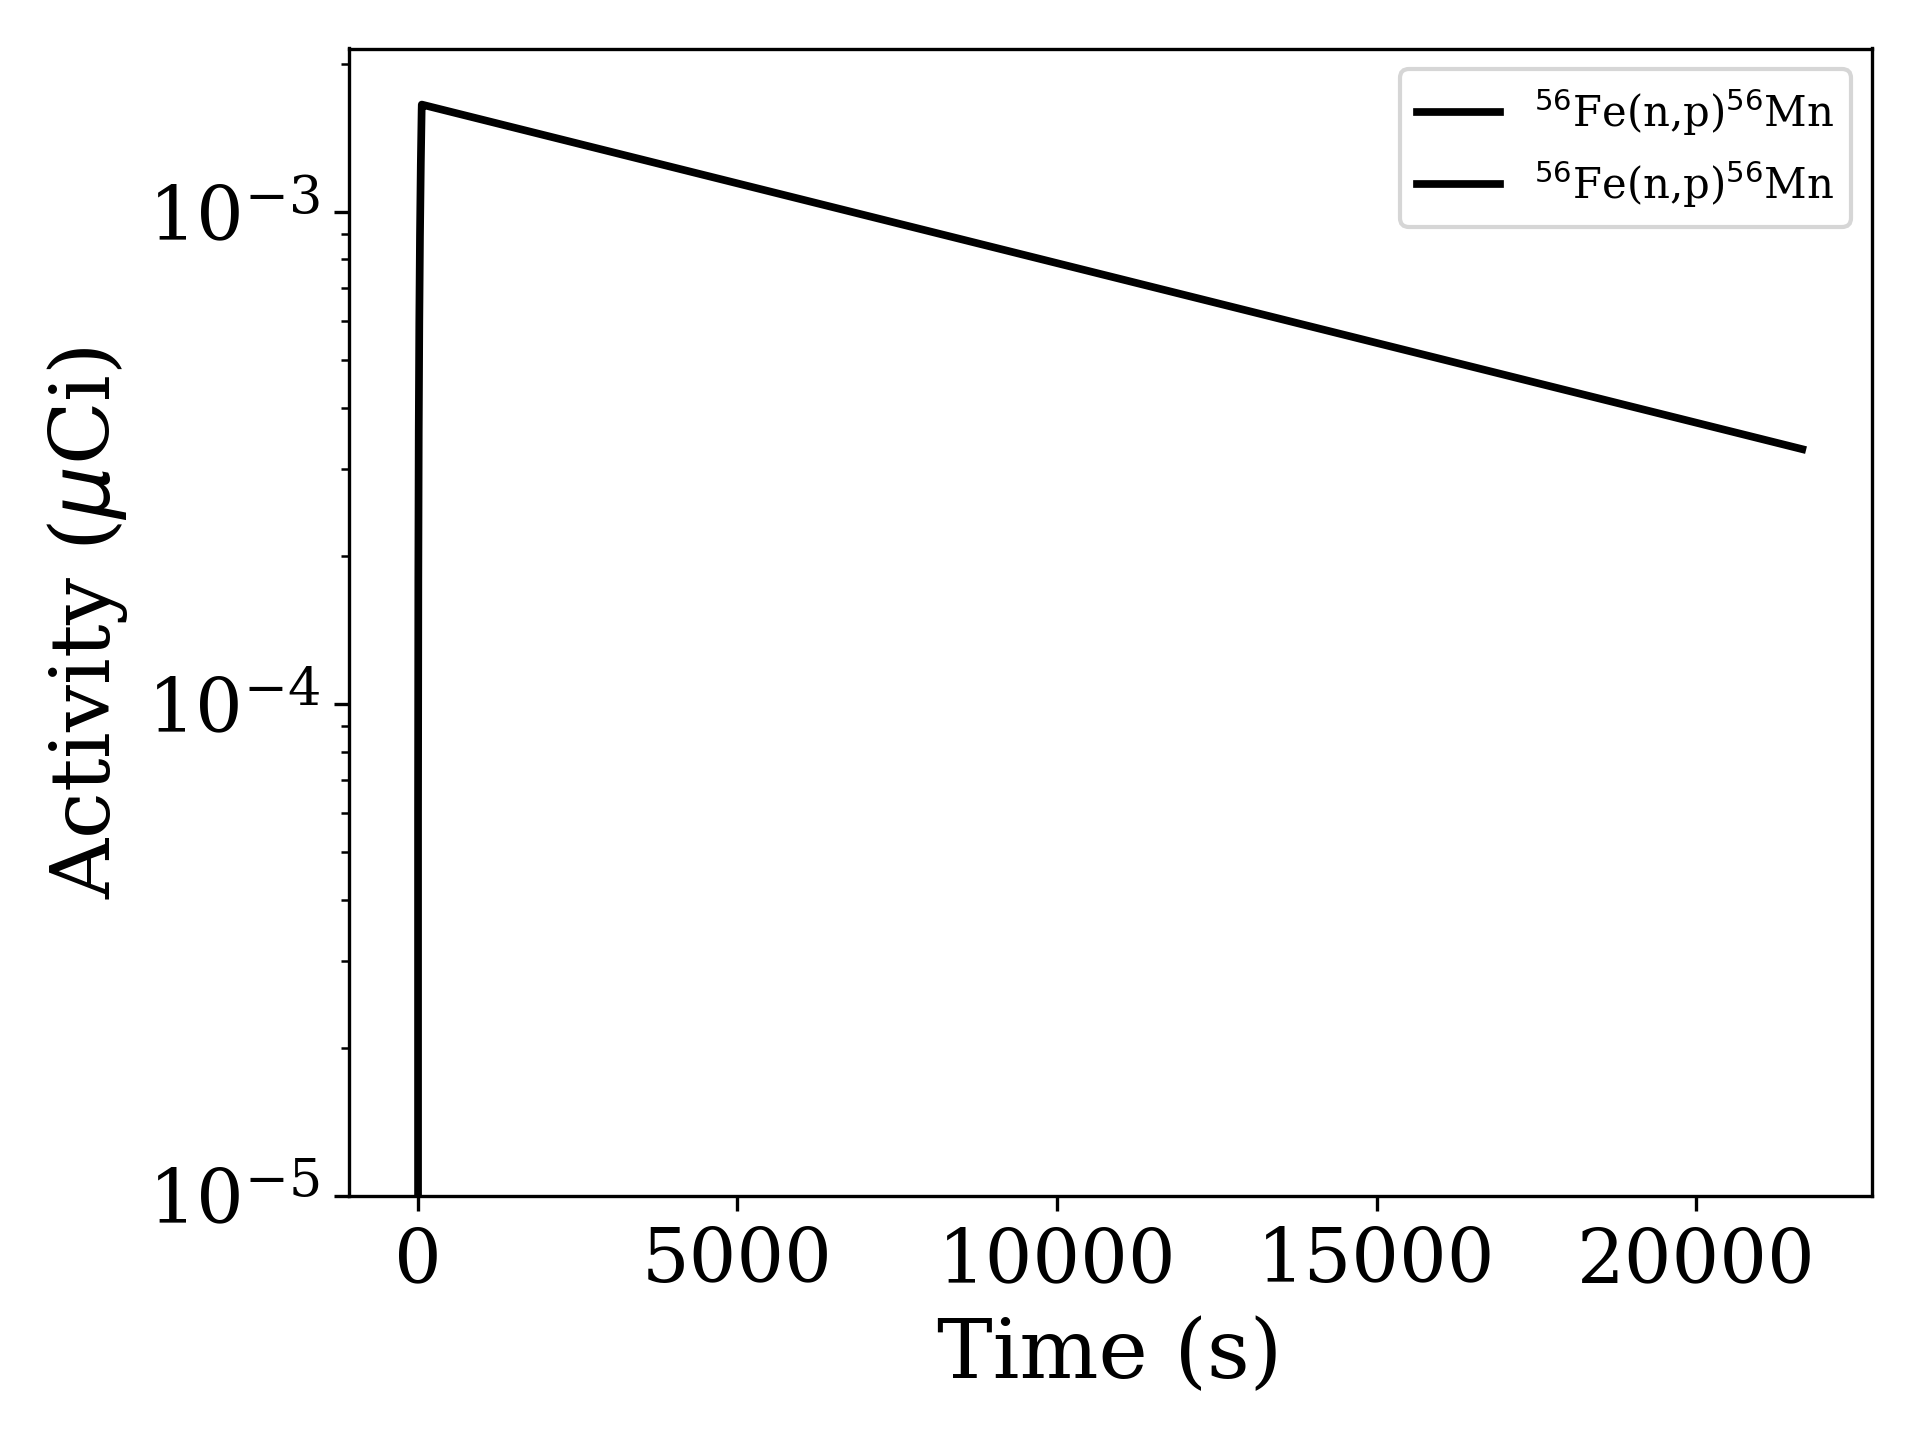 ⁵⁶Fe(n,p)⁵⁶Mn
⁵⁶Fe(n,p)⁵⁶Mn
Activity (μCi)
10⁻³
10⁻⁴
10⁻⁵
0 5000 10000 15000 20000
Time (s)